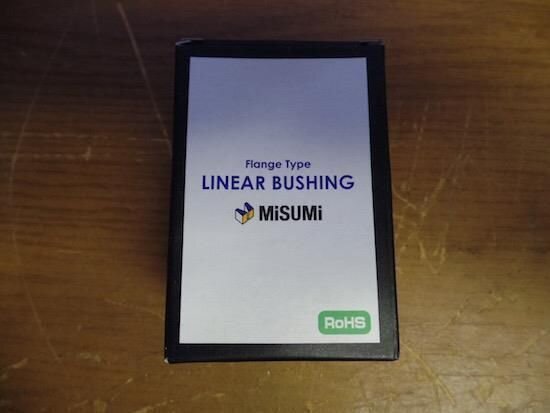 Flange Type
LINEAR BUSHING
MiSUMi
RoHS